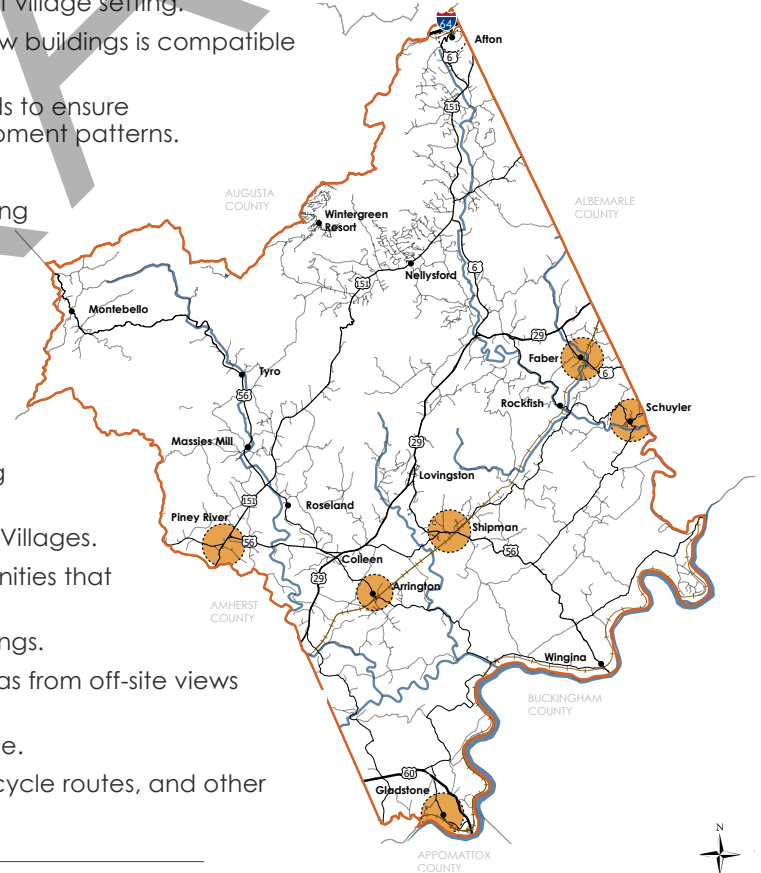 t village setting.
w buildings is compatible
ls to ensure
pment patterns.
ng
g
Villages.
nities that
ngs.
as from off-site views
e.
cycle routes, and other
64
Afton
6
151
AUGUSTA
COUNTY
ALBEMARLE
COUNTY
Wintergreen
Resort
Nellysford
6
151
Montebello
29
Faber
6
Tyro
56
Rockfish
Schuyler
Massies Mill
29
Lovingston
151
Roseland
Piney River
56
Shipman
56
Colleen
29
Arrington
AMHERST
COUNTY
Wingina
BUCKINGHAM
COUNTY
60
Gladstone
APPOMATTOX
COUNTY
N